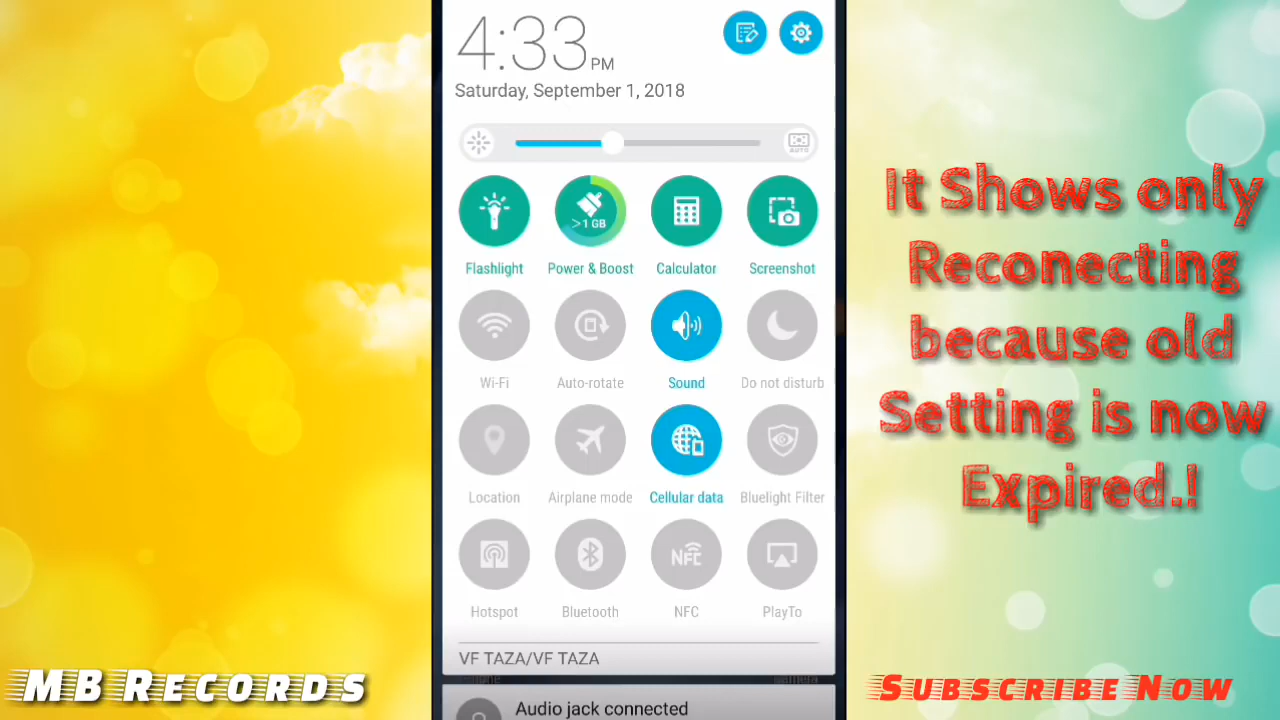 4:33 PM
Saturday, September 1, 2018
AUTO
>1 GB
Flashlight Power & Boost Calculator Screenshot
Wi-Fi Auto-rotate Sound Do not disturb
Location Airplane mode Cellular data Bluelight Filter
NFC
Hotspot Bluetooth NFC PlayTo
VF TAZA/VF TAZA
Audio jack connected
It Shows only
Reconecting
because old
Setting is now
Expired.!
MB Records
Subscribe Now